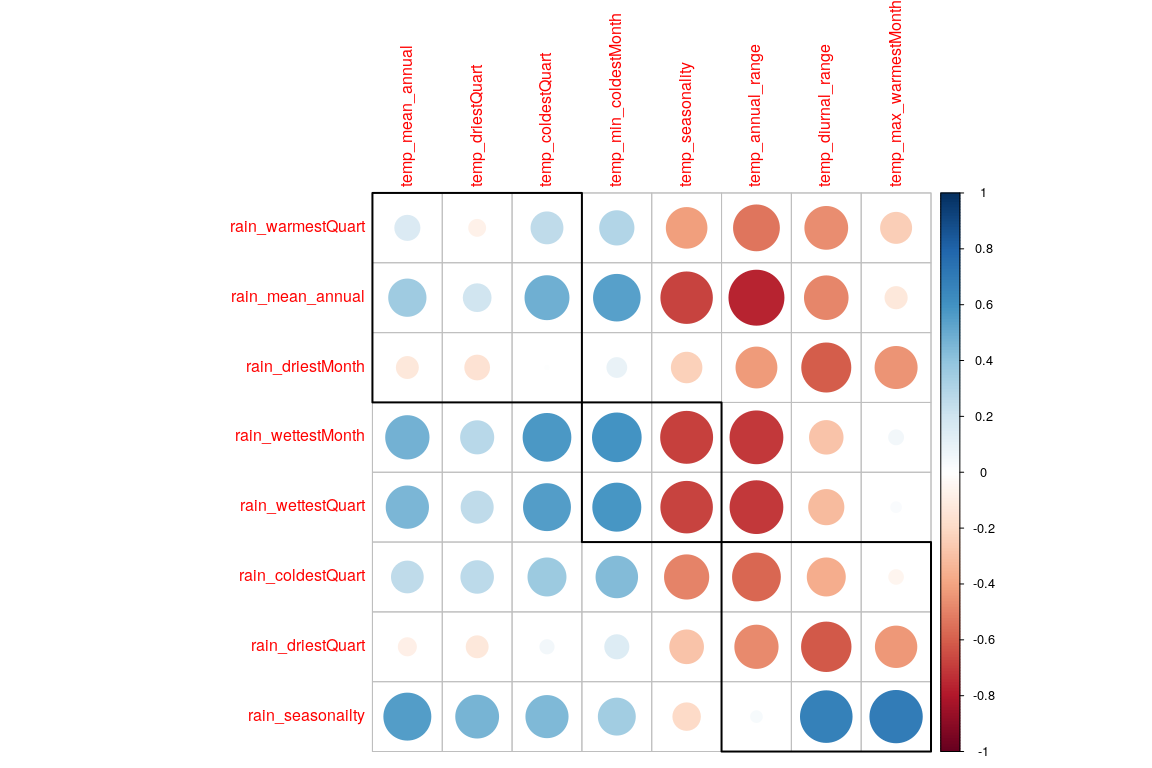 temp_mean_annual
temp_driestQuart
temp_coldestQuart
temp_min_coldestMonth
temp_seasonality
temp_annual_range
temp_diurnal_range
temp_max_warmestMonth
rain_warmestQuart
rain_mean_annual
rain_driestMonth
rain_wettestMonth
rain_wettestQuart
rain_coldestQuart
rain_driestQuart
rain_seasonailty
1
0.8
0.6
0.4
0.2
0
-0.2
-0.4
-0.6
-0.8
-1